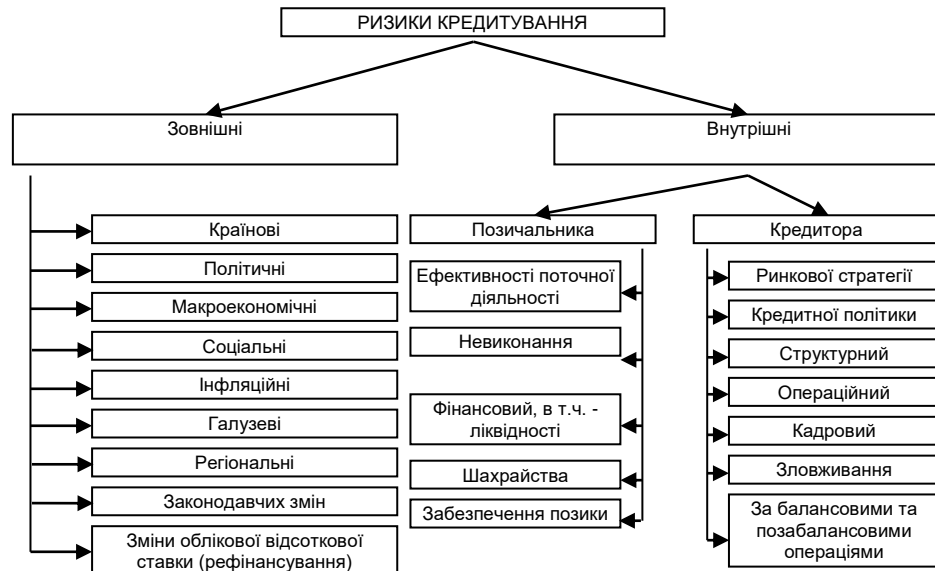 РИЗИКИ КРЕДИТУВАННЯ
Зовнішні
Внутрішні
Країнові
Політичні
Макроекономічні
Соціальні
Інфляційні
Галузеві
Регіональні
Законодавчих змін
Зміни облікової відсоткової
ставки (рефінансування)
Позичальника
Ефективності поточної
діяльності
Невиконання
Фінансовий, в т.ч. -
ліквідності
Шахрайства
Забезпечення позики
Кредитора
Ринкової стратегії
Кредитної політики
Структурний
Операційний
Кадровий
Зловживання
За балансовими та
позабалансовими
операціями